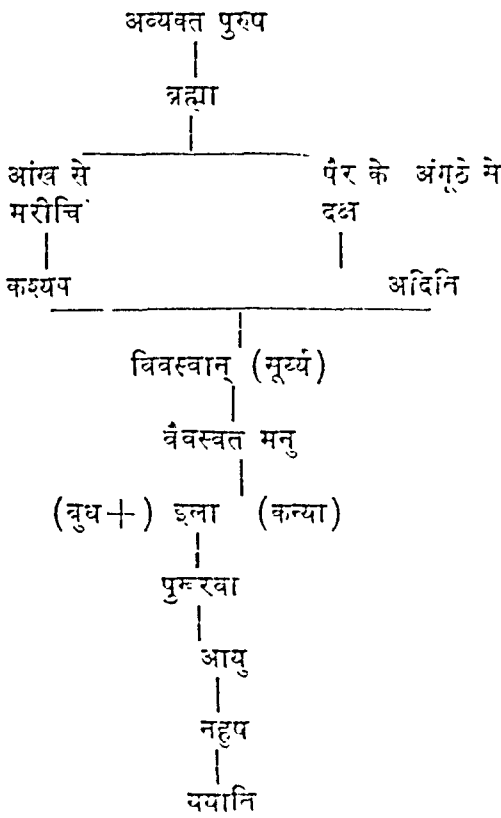 अव्यक्त पुरुष
ब्रह्मा
आंख से पैर के अंगूठे से
मरीचि दक्ष
कश्यप अदिति
विवस्वान् (सूर्य्य)
वैवस्वत मनु
(बुध+) इला (कन्या)
पुरूरवा
आयु
नहुष
ययाति